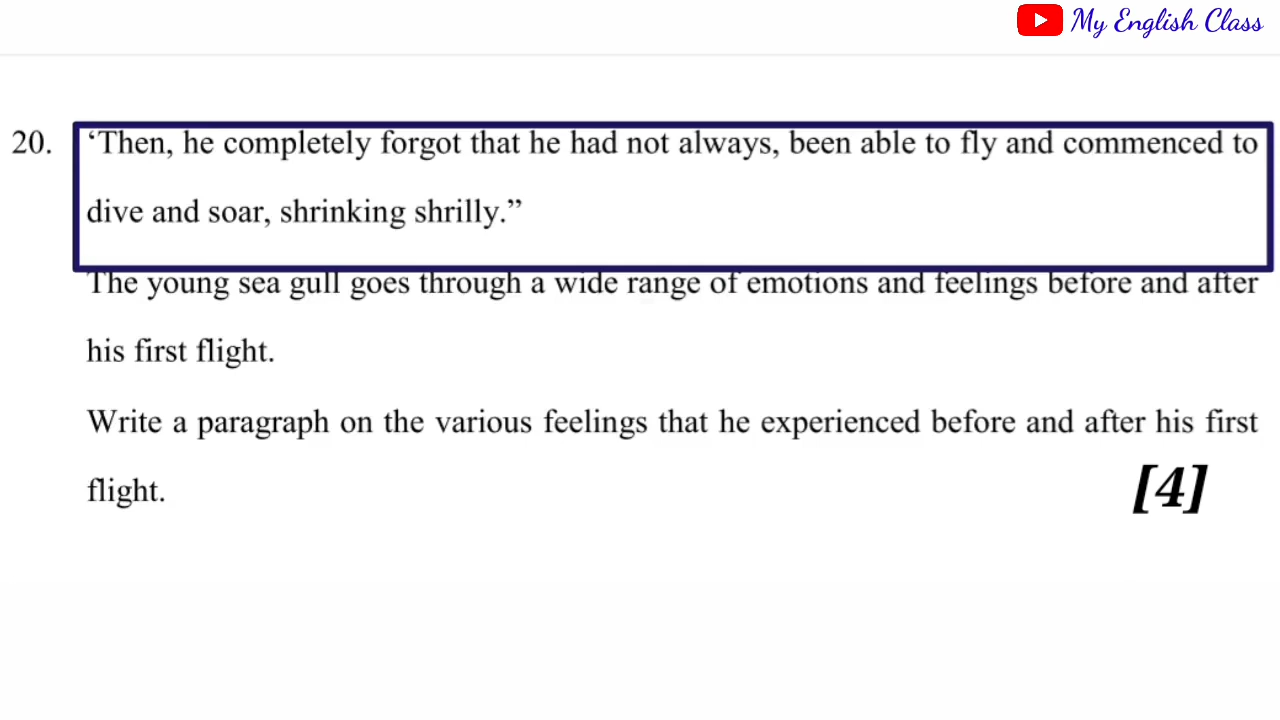 My English Class
20. ‘Then, he completely forgot that he had not always, been able to fly and commenced to
dive and soar, shrinking shrilly.”
The young sea gull goes through a wide range of emotions and feelings before and after
his first flight.
Write a paragraph on the various feelings that he experienced before and after his first
flight. [4]